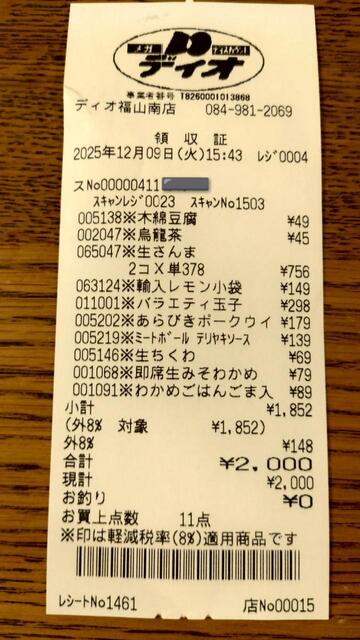 メガ ディスカウント
ディオ
事業者番号 T8260001013868
ディオ福山南店 084-981-2069
領 収 証
2025年12月09日(火)15:43 レジ0004
スNo00000411
スキャンレジ0023 スキャンNo1503
005138※木綿豆腐 ¥49
002047※烏龍茶 ¥45
065047※生さんま
2コX単378 ¥756
063124※輸入レモン小袋 ¥149
011001※バラエティ玉子 ¥298
005202※あらびきポークウイ ¥179
005219※ミートボール テリヤキソース ¥139
005146※生ちくわ ¥69
001068※即席生みそわかめ ¥79
001091※わかめごはんごま入 ¥89
小計 ¥1,852
(外8% 対象 ¥1,852)
外8% ¥148
合計 ¥2,000
現計 ¥2,000
お釣り ¥0
お買上点数 11点
※印は軽減税率(8%)適用商品です
レシートNo1461 店No00015